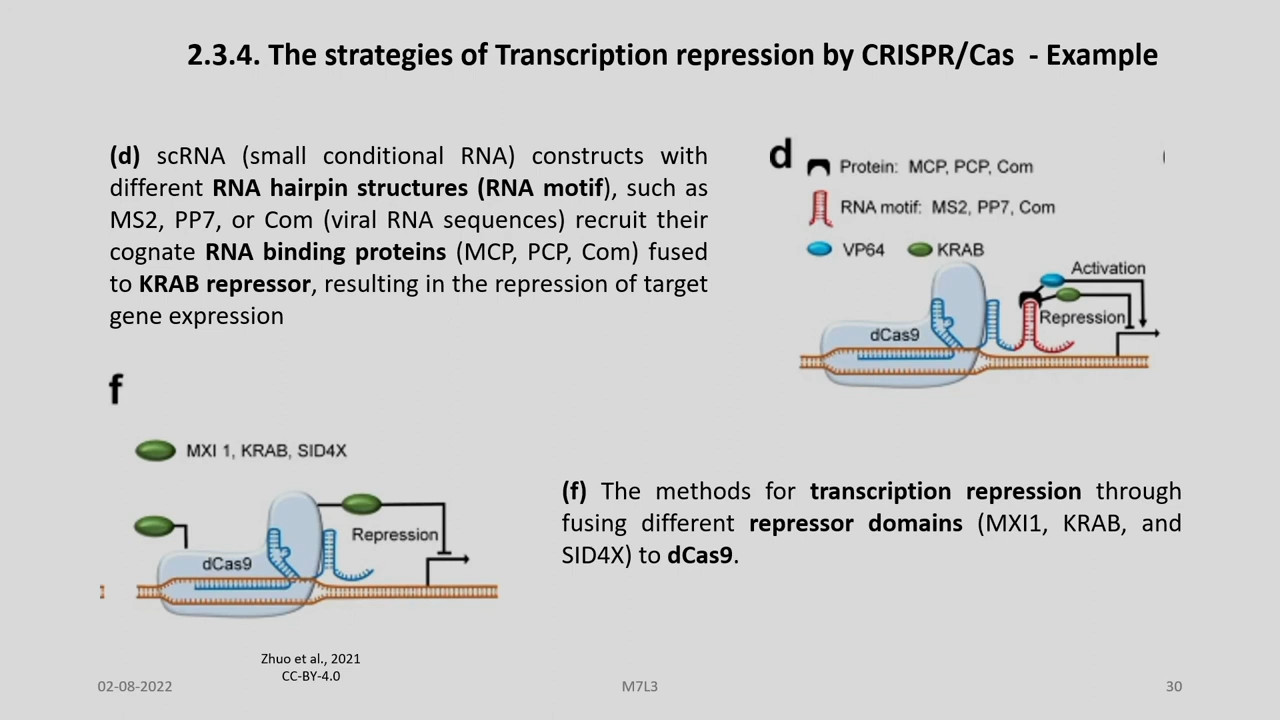 2.3.4. The strategies of Transcription repression by CRISPR/Cas - Example
(d) scRNA (small conditional RNA) constructs with
different RNA hairpin structures (RNA motif), such as
MS2, PP7, or Com (viral RNA sequences) recruit their
cognate RNA binding proteins (MCP, PCP, Com) fused
to KRAB repressor, resulting in the repression of target
gene expression
d
Protein: MCP, PCP, Com
RNA motif: MS2, PP7, Com
VP64 KRAB
Activation
Repression
dCas9
f
MXI 1, KRAB, SID4X
Repression
dCas9
(f) The methods for transcription repression through
fusing different repressor domains (MXI1, KRAB, and
SID4X) to dCas9.
Zhuo et al., 2021
CC-BY-4.0
02-08-2022
M7L3
30